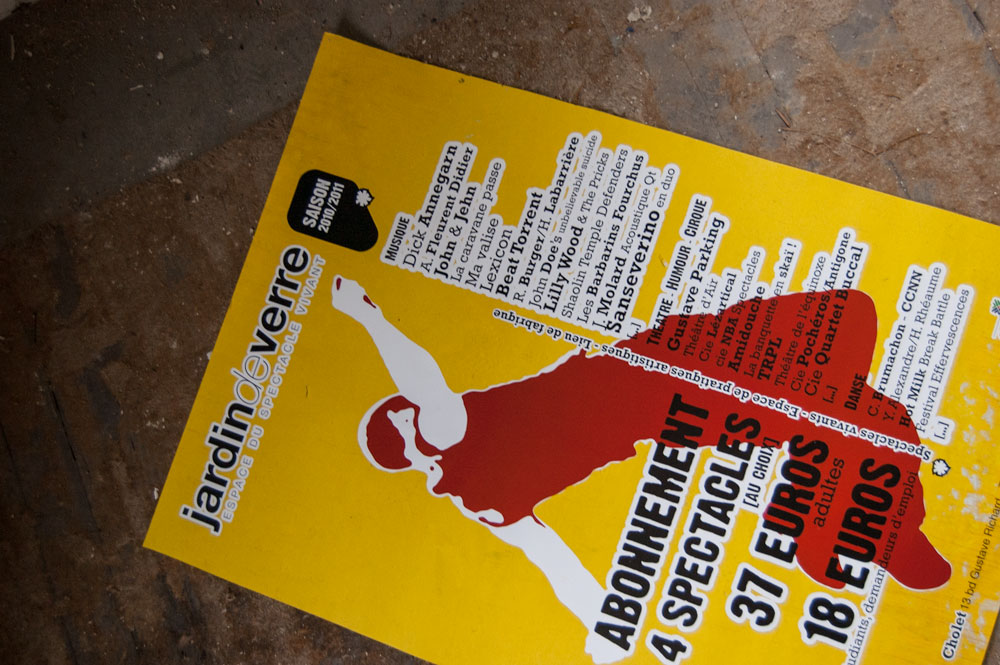 jardindeverre
ESPACE DU SPECTACLE VIVANT
SAISON
2010/2011
MUSIQUE
Dick Annegarn
A. Fleurent Didier
John & Jehn
La caravane passe
Ma valise
Lexicon
Beat Torrent
R. Burger/H. Labarrière
John Doe's unbelievable suicide
Lilly Wood & The Pricks
Shaolin Temple Defenders
Les Barbarins Fourchus
J. Molard Acoustique Qt
Sanseverino en duo
[...]
THÉÂTRE - HUMOUR - CIRQUE
Gustave Parking
Théâtre d'Air
Cie Lézartical
cie NBA Spectacles
Amidouche
La banquette en skaï !
TRPL
Théâtre de l'équinoxe
Cie Pochéros/Antigone
Cie Quartet Buccal
[...]
DANSE
C. Brumachon - CCNN
Y. Alexandre/H. Rhéaume
Hot Milk Break Battle
Festival Effervescences
[...]
Spectacles vivants - Espace de pratiques artistiques - Lieu de fabrique
ABONNEMENT
4 SPECTACLES
[AU CHOIX]
37 EUROS
adultes
18 EUROS
demandeurs d'emploi
Cholet 13 bd Gustave Richard